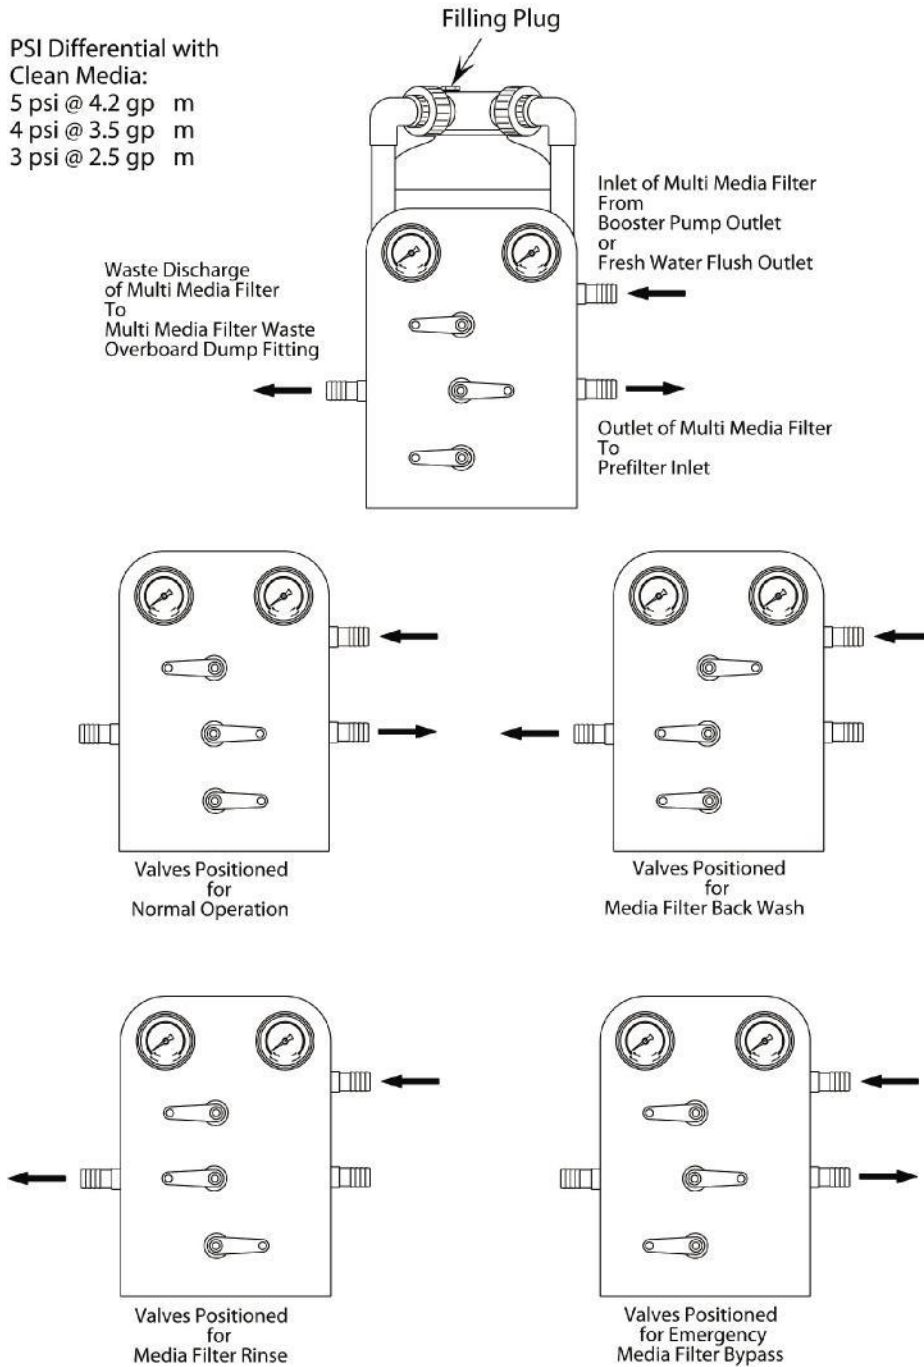 Filling Plug
PSI Differential with
Clean Media:
5 psi @ 4.2 gp m
4 psi @ 3.5 gp m
3 psi @ 2.5 gp m
Inlet of Multi Media Filter
From
Booster Pump Outlet
or
Fresh Water Flush Outlet
Waste Discharge
of Multi Media Filter
To
Multi Media Filter Waste
Overboard Dump Fitting
Outlet of Multi Media Filter
To
Prefilter Inlet
Valves Positioned
for
Normal Operation
Valves Positioned
for
Media Filter Back Wash
Valves Positioned
for
Media Filter Rinse
Valves Positioned
for Emergency
Media Filter Bypass